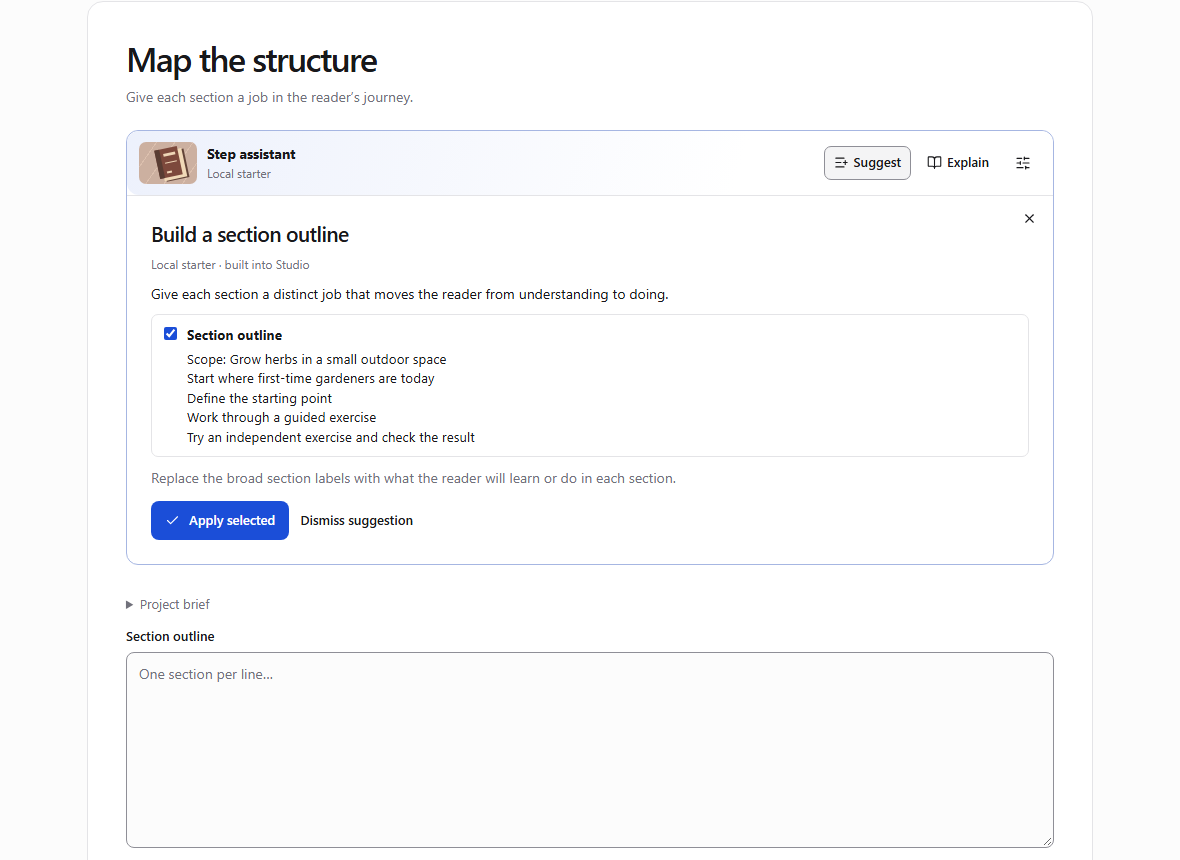 Map the structure
Give each section a job in the reader’s journey.
Step assistant
Local starter
Suggest
Explain
Build a section outline
Local starter · built into Studio
Give each section a distinct job that moves the reader from understanding to doing.
Section outline
Scope: Grow herbs in a small outdoor space
Start where first-time gardeners are today
Define the starting point
Work through a guided exercise
Try an independent exercise and check the result
Replace the broad section labels with what the reader will learn or do in each section.
Apply selected
Dismiss suggestion
Project brief
Section outline
One section per line...